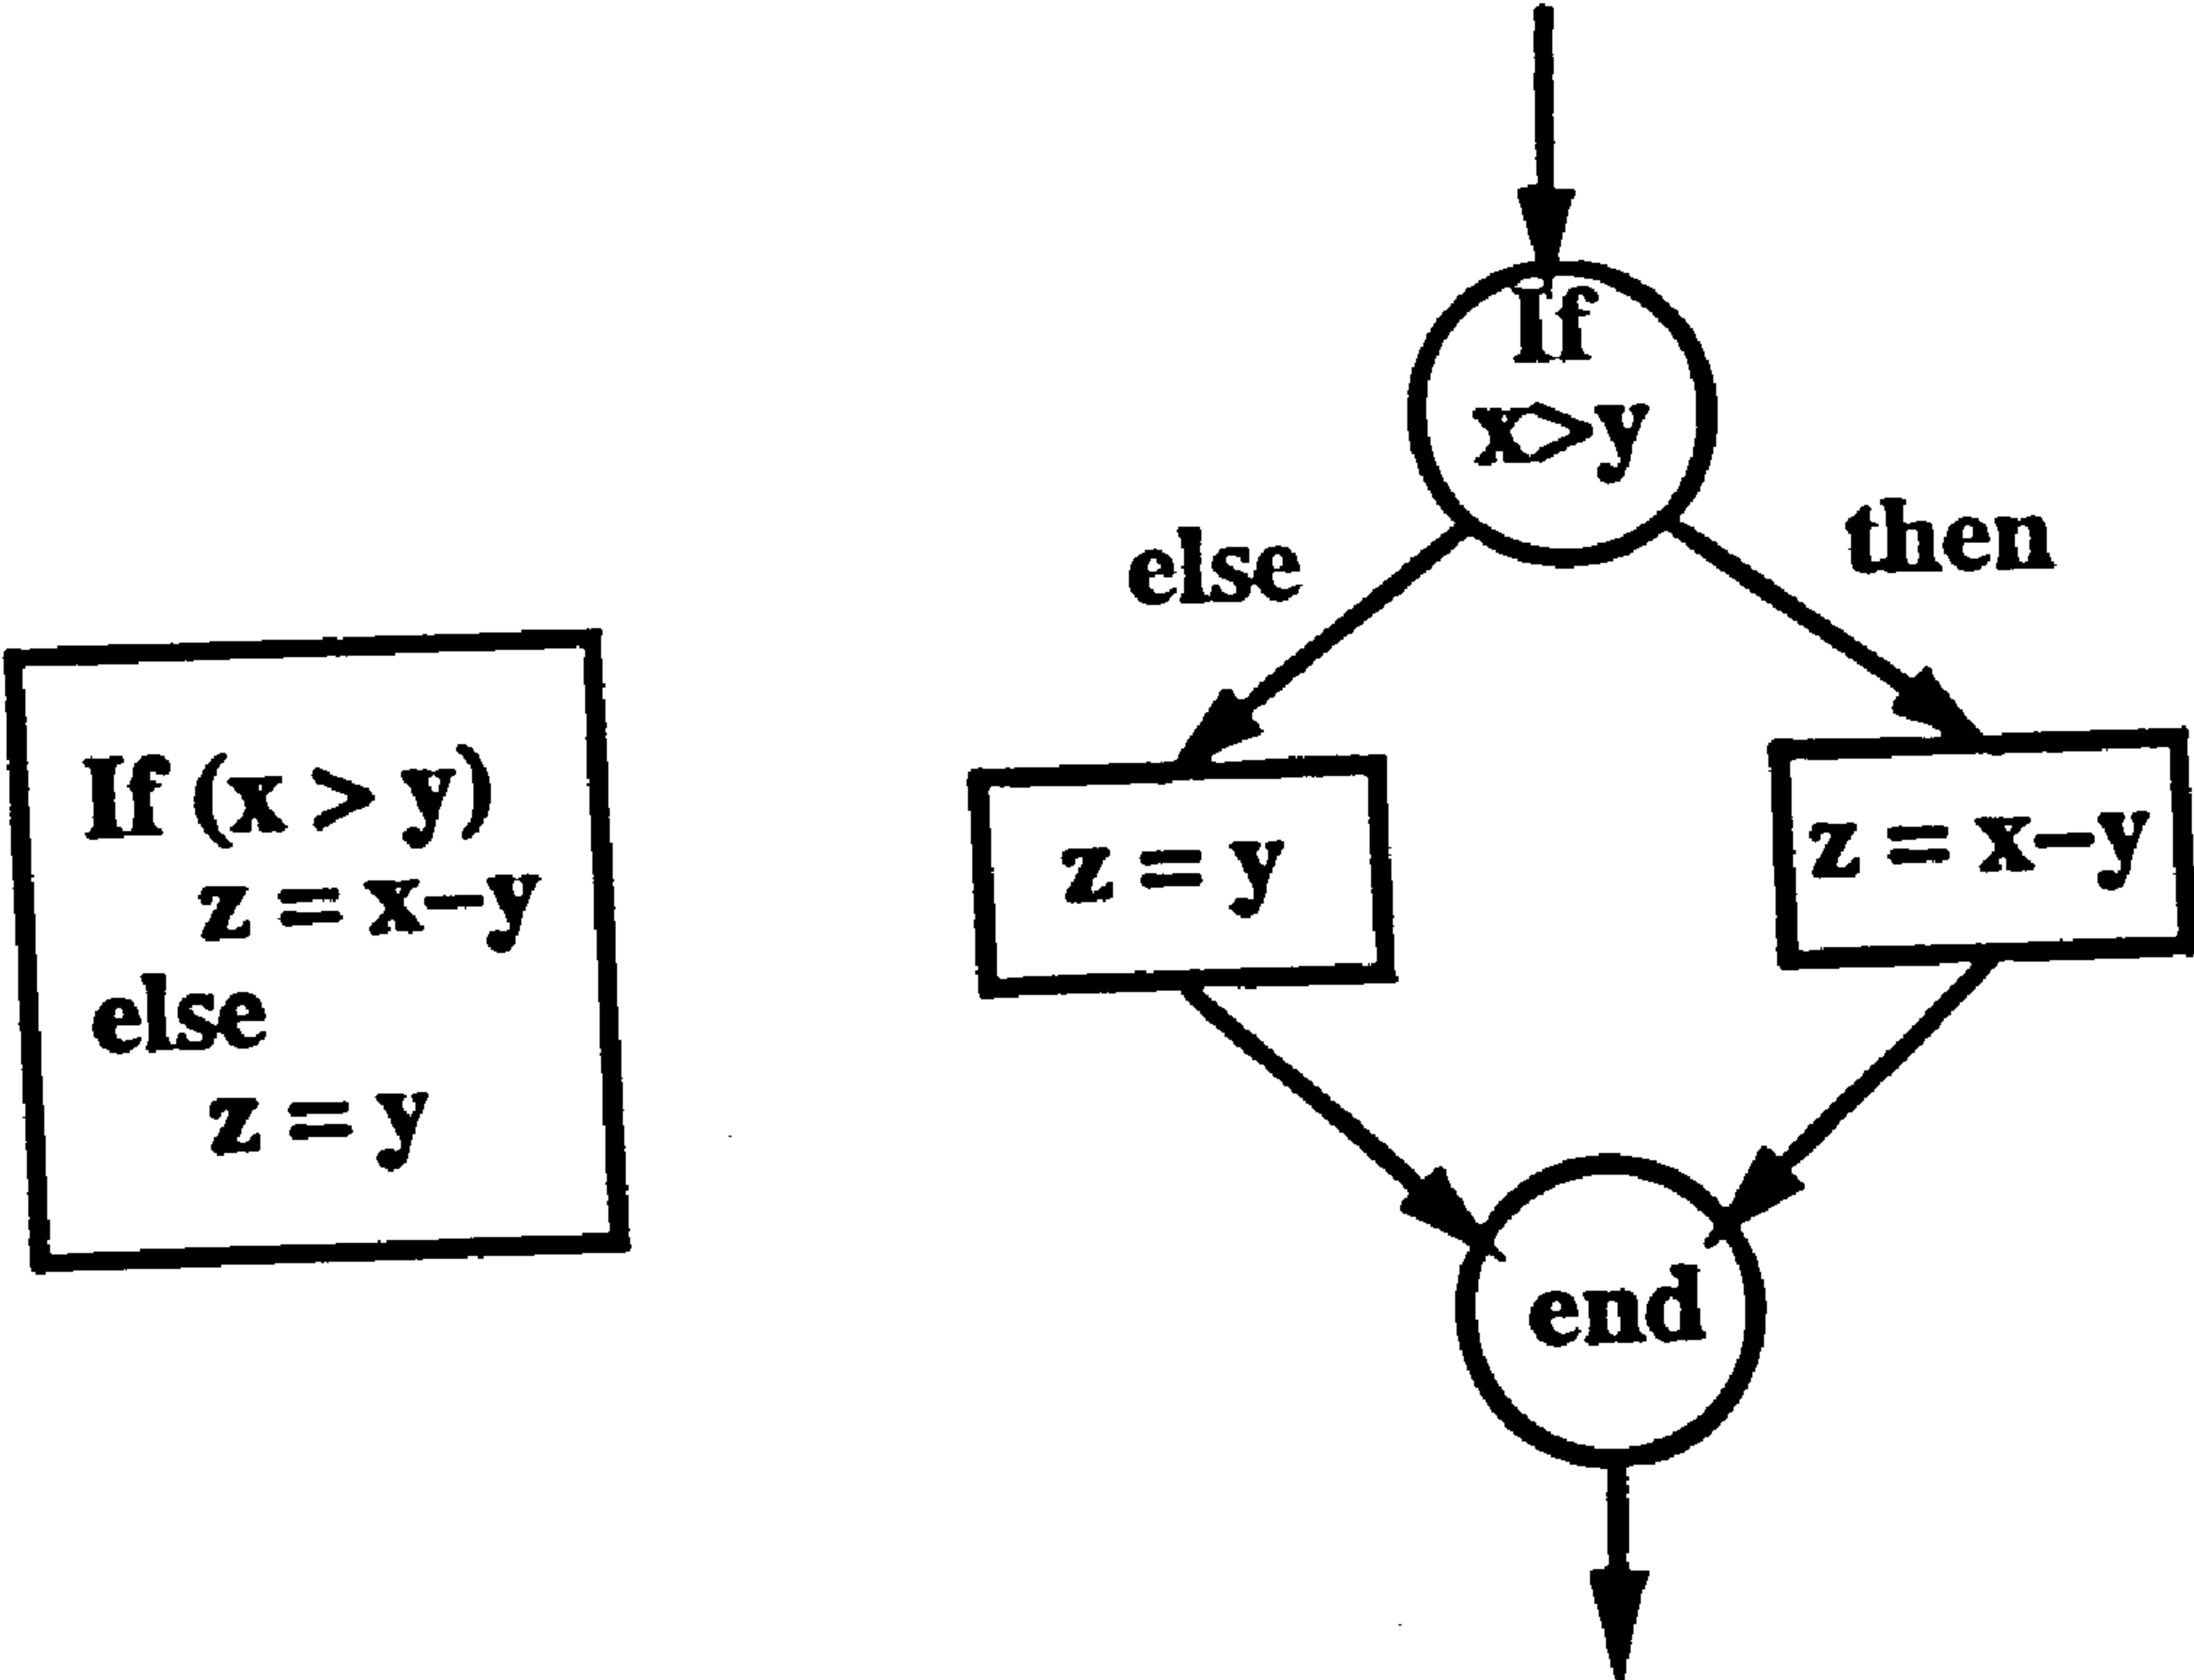 If (x > y)
z = x–y
else
z = y
If
x>y
else
then
z = y
z = x–y
end